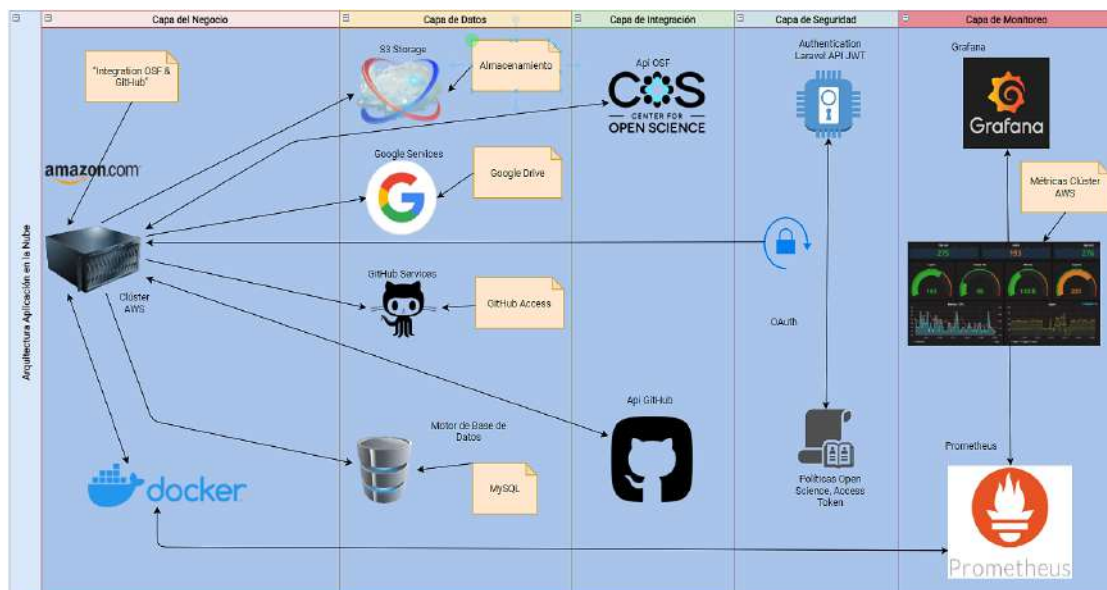 Arquitectura Aplicación en la Nube
Capa del Negocio
Capa de Datos
Capa de Integración
Capa de Seguridad
Capa de Monitoreo
"Integration OSF &
GitHub"
amazon.com
Clúster
AWS
docker
S3 Storage
Almacenamiento
Google Services
Google Drive
GitHub Services
GitHub Access
Motor de Base de
Datos
MySQL
Api OSF
COS
CENTER FOR
OPEN SCIENCE
Api GitHub
Authentication
Laravel API JWT
OAuth
Políticas Open
Science, Access
Token
Grafana
Grafana
Métricas Clúster
AWS
275
193
276
Prometheus
Prometheus